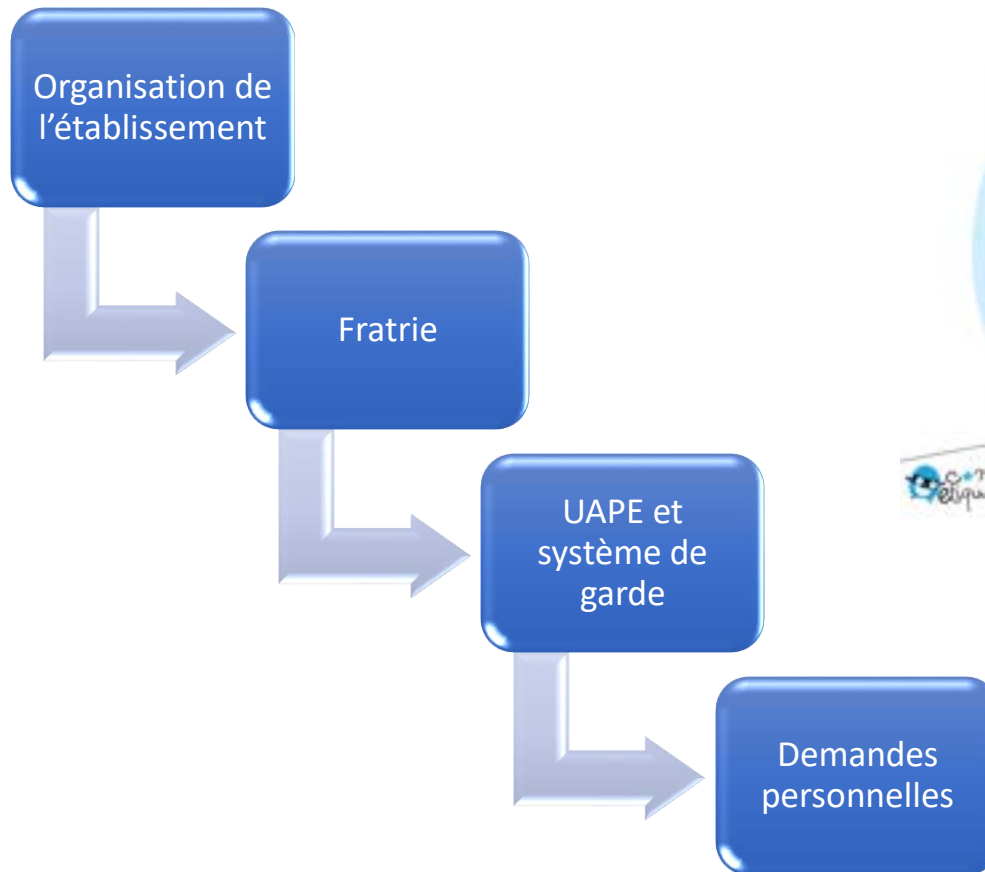 Organisation de
l’établissement
Fratrie
UAPE et
système de
garde
Demandes
personnelles